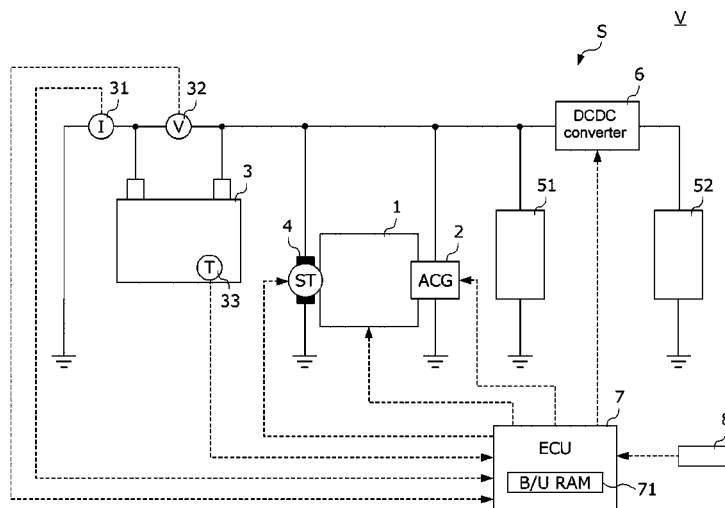 V
S
6
31
32
I
V
DCDC
converter
3
51
52
1
4
2
T
ST
ACG
33
7
8
ECU
B/U RAM
71